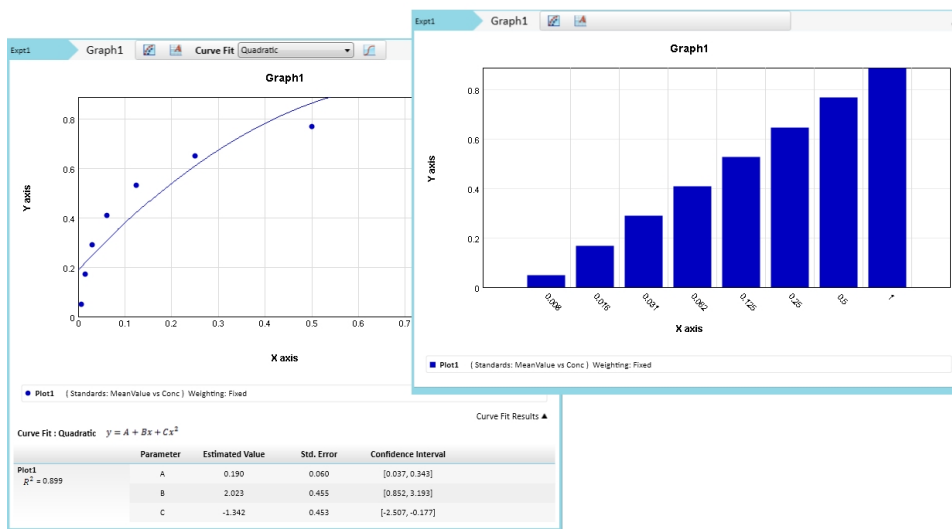 Expt1 Graph1 Curve Fit Quadratic
Graph1
0.8
0.6
0.4
0.2
0
Y axis
0 0.1 0.2 0.3 0.4 0.5 0.6 0.7
X axis
Plot1 ( Standards: MeanValue vs Conc ) Weighting: Fixed
Curve Fit Results ▲
Curve Fit : Quadratic y = A + Bx + Cx²
Parameter Estimated Value Std. Error Confidence Interval
Plot1
R² = 0.899
A 0.190 0.060 [0.037, 0.343]
B 2.023 0.455 [0.852, 3.193]
C -1.342 0.453 [-2.507, -0.177]
Expt1 Graph1
Graph1
0.8
0.6
0.4
0.2
0
Y axis
0.008 0.016 0.031 0.062 0.125 0.25 0.5 1
X axis
Plot1 ( Standards: MeanValue vs Conc ) Weighting: Fixed